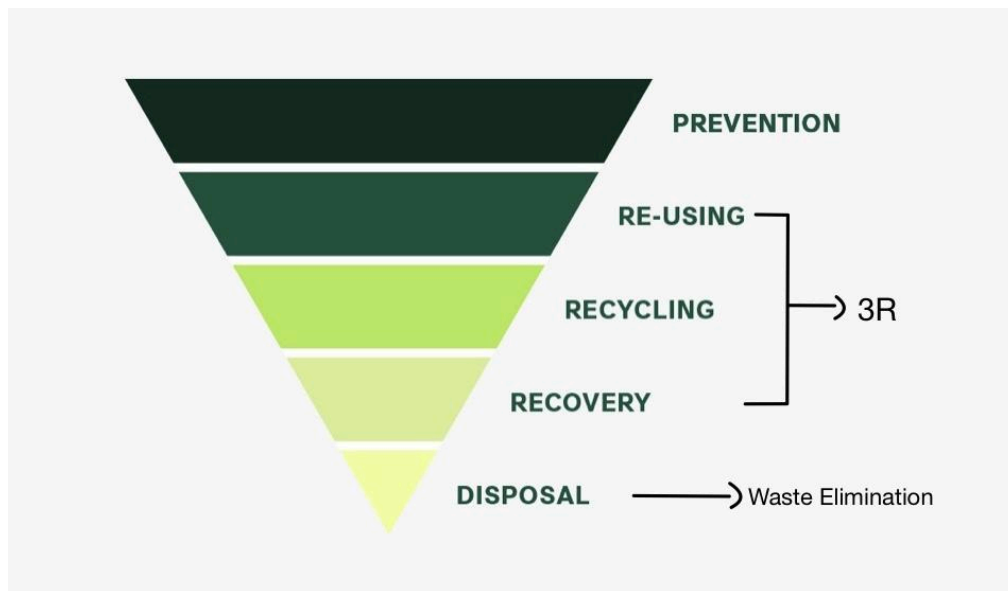 PREVENTION
RE-USING
RECYCLING
3R
RECOVERY
DISPOSAL
Waste Elimination